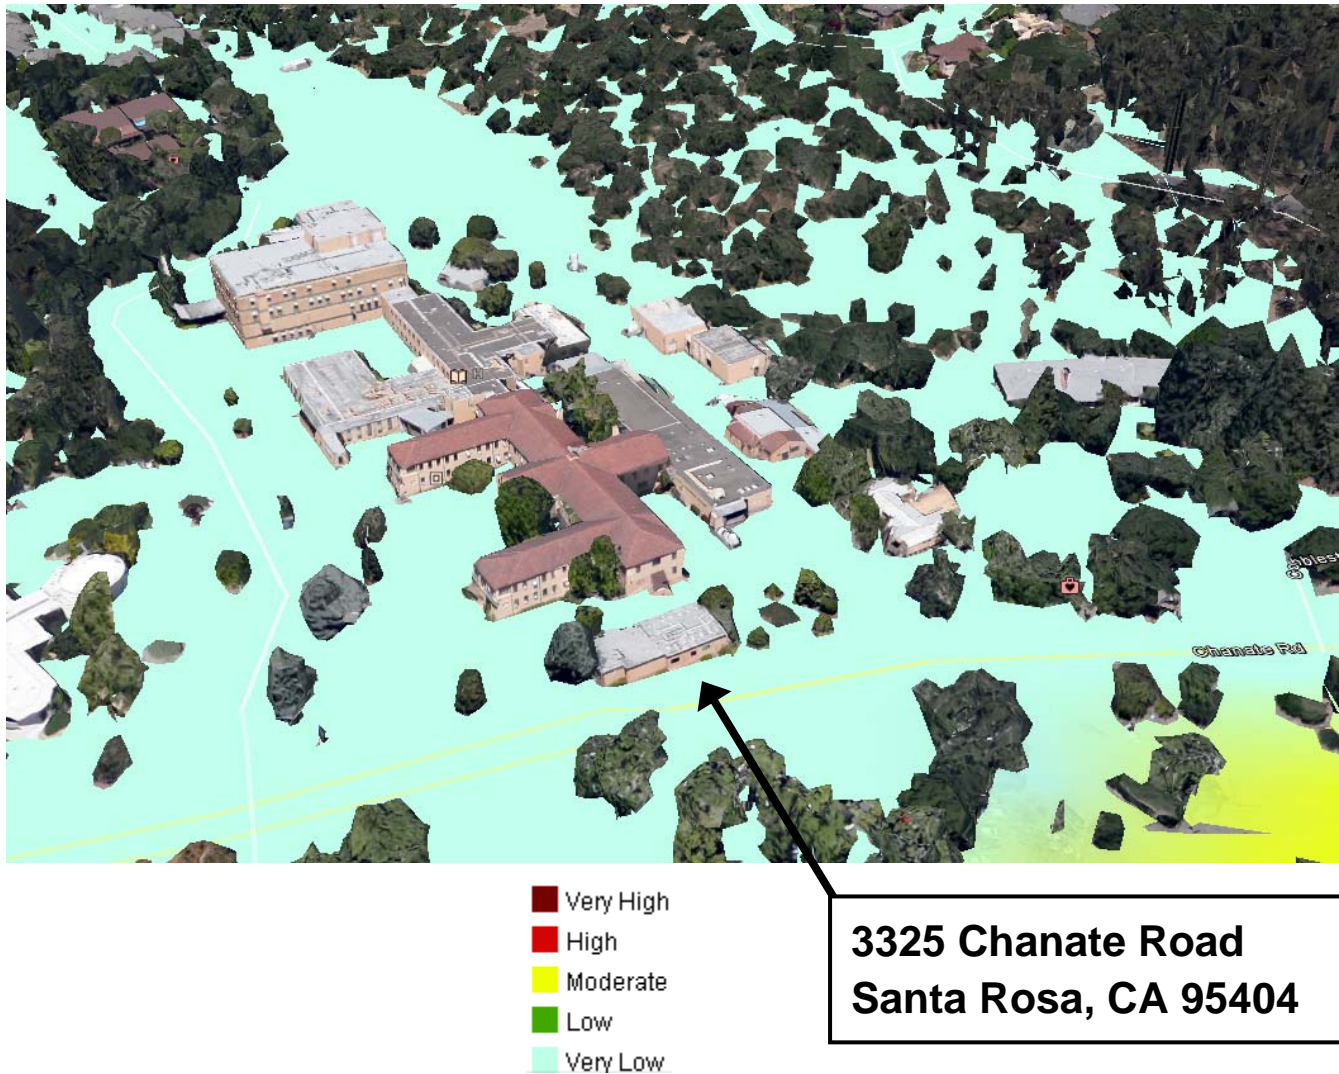 Chanate Rd
Very High
High
Moderate
Low
Very Low
3325 Chanate Road
Santa Rosa, CA 95404